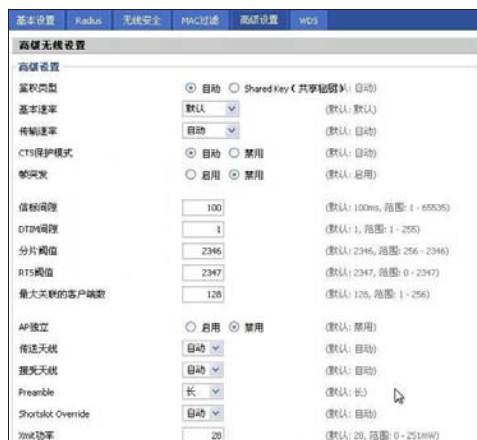 基本设置 Radius 无线安全 MAC过滤 高级设置 WDS
高级无线设置
高级设置
鉴权类型 自动 Shared Key(共享秘钥) (默认: 自动)
基本速率 默认 (默认: 默认)
传输速率 自动 (默认: 自动)
CTS保护模式 自动 禁用 (默认: 自动)
帧突发 启用 禁用 (默认: 启用)
信标间隙 100 (默认: 100ms, 范围: 1 - 65535)
DTIM间隙 1 (默认: 1, 范围: 1 - 255)
分片阈值 2346 (默认: 2346, 范围: 256 - 2346)
RTS阈值 2347 (默认: 2347, 范围: 0 - 2347)
最大关联的客户端数 128 (默认: 128, 范围: 1 - 256)
AP独立 启用 禁用 (默认: 禁用)
传送天线 自动 (默认: 自动)
接受天线 自动 (默认: 自动)
Preamble 长 (默认: 长)
Shortslot Override 自动 (默认: 自动)
Xmit功率 28 (默认: 28, 范围: 0 - 251mW)